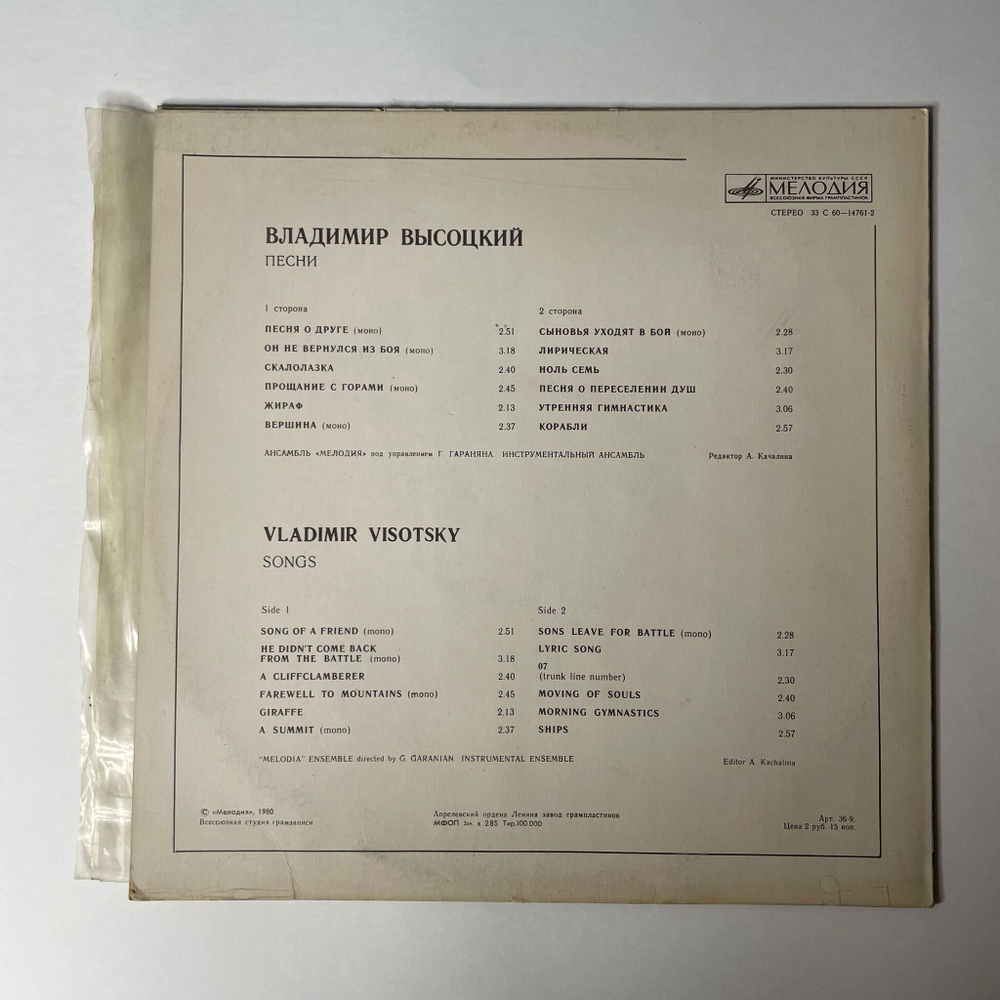 МИНИСТЕРСТВО КУЛЬТУРЫ СССР
МЕЛОДИЯ
ВСЕСОЮЗНАЯ ФИРМА ГРАМПЛАСТИНОК
СТЕРЕО 33 С 60—14761-2
ВЛАДИМИР ВЫСОЦКИЙ
ПЕСНИ
1 сторона
ПЕСНЯ О ДРУГЕ (моно) 2.51
ОН НЕ ВЕРНУЛСЯ ИЗ БОЯ (моно) 3.18
СКАЛОЛАЗКА 2.40
ПРОЩАНИЕ С ГОРАМИ (моно) 2.45
ЖИРАФ 2.13
ВЕРШИНА (моно) 2.37
2 сторона
СЫНОВЬЯ УХОДЯТ В БОЙ (моно) 2.28
ЛИРИЧЕСКАЯ 3.17
НОЛЬ СЕМЬ 2.30
ПЕСНЯ О ПЕРЕСЕЛЕНИИ ДУШ 2.40
УТРЕННЯЯ ГИМНАСТИКА 3.06
КОРАБЛИ 2.57
АНСАМБЛЬ «МЕЛОДИЯ» под управлением Г. ГАРАНЯНА. ИНСТРУМЕНТАЛЬНЫЙ АНСАМБЛЬ
Редактор А. Качалина
VLADIMIR VISOTSKY
SONGS
Side 1
SONG OF A FRIEND (mono) 2.51
HE DIDN'T COME BACK
FROM THE BATTLE (mono) 3.18
A CLIFFCLAMBERER 2.40
FAREWELL TO MOUNTAINS (mono) 2.45
GIRAFFE 2.13
A SUMMIT (mono) 2.37
Side 2
SONS LEAVE FOR BATTLE (mono) 2.28
LYRIC SONG 3.17
07
(trunk line number) 2.30
MOVING OF SOULS 2.40
MORNING GYMNASTICS 3.06
SHIPS 2.57
"MELODIA" ENSEMBLE directed by G. GARANIAN. INSTRUMENTAL ENSEMBLE
Editor A. Kachalina
© «Мелодия», 1980
Всесоюзная студия грамзаписи
Апрелевский ордена Ленина завод грампластинок
МФОП Зак. в 285 Тир.100.000
Арт. 36-9.
Цена 2 руб. 15 коп.